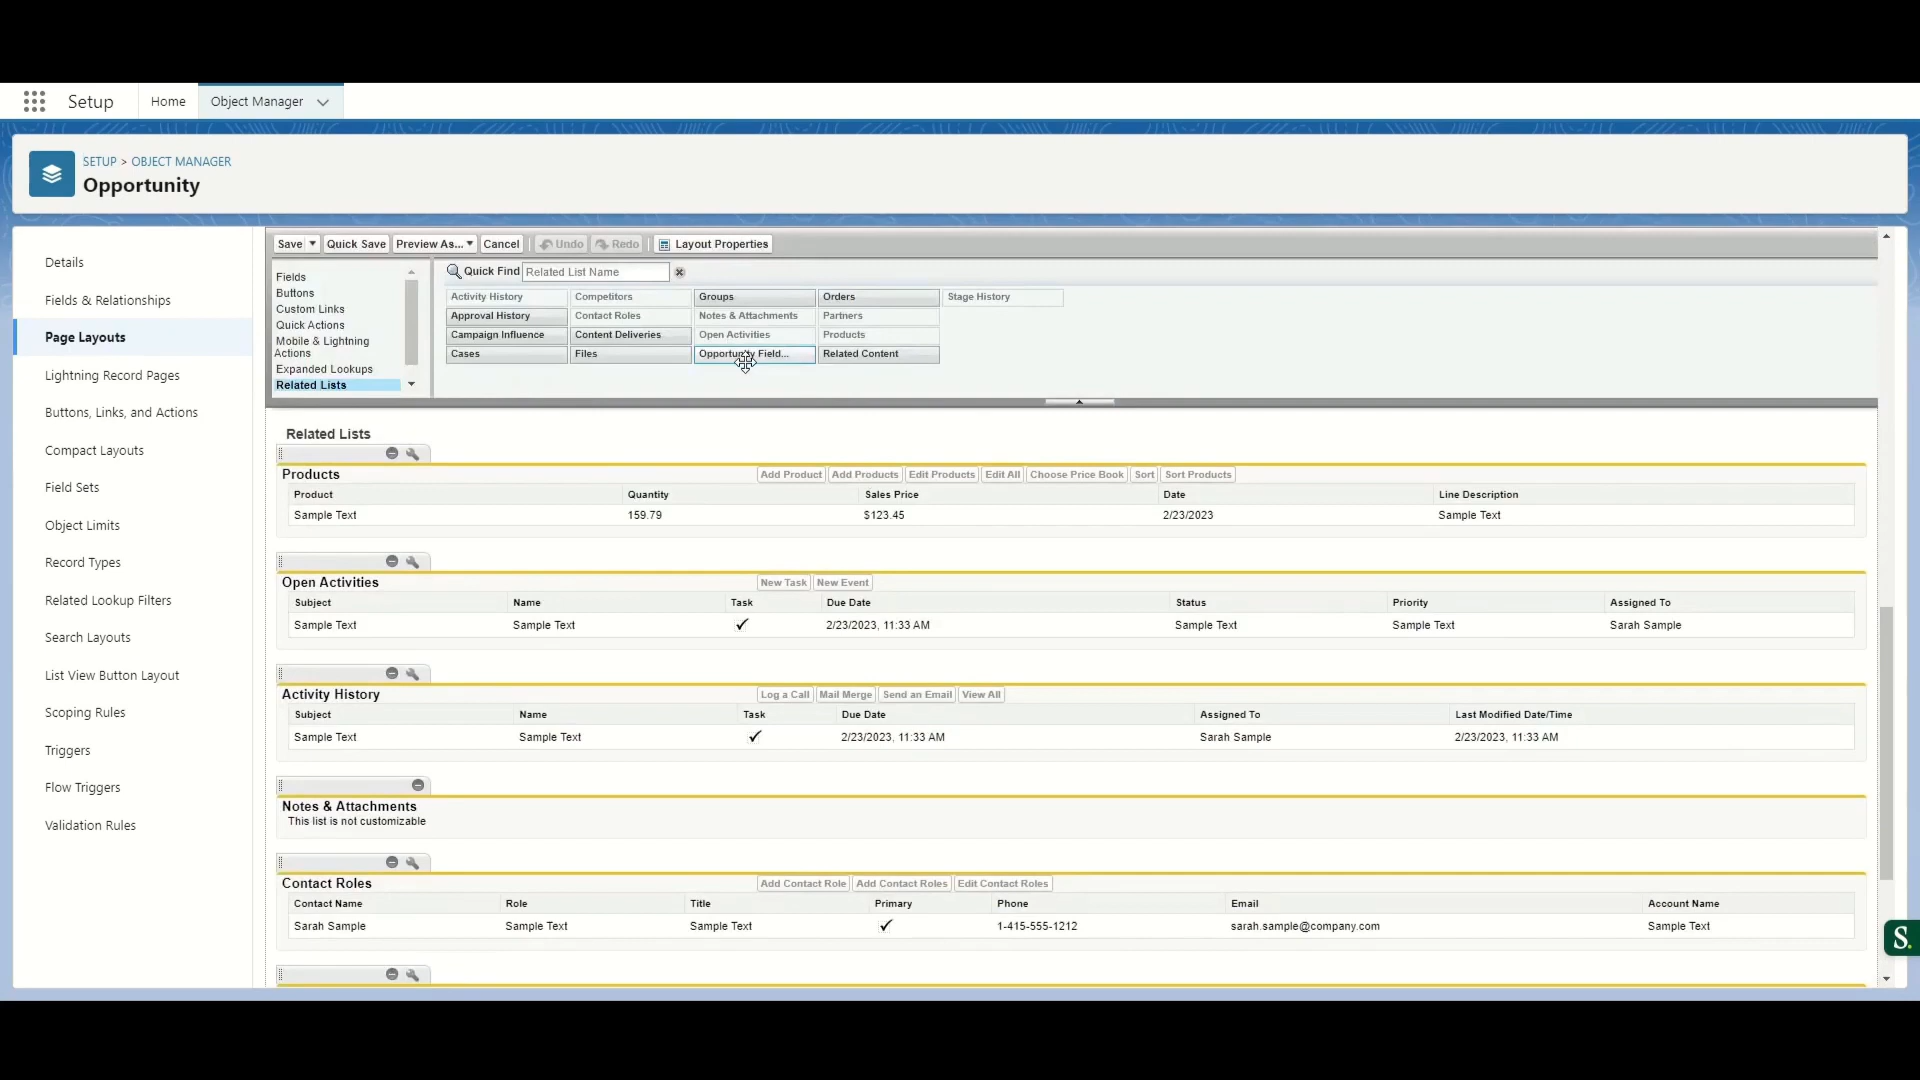 Setup Home Object Manager
SETUP > OBJECT MANAGER
Opportunity
Details
Fields & Relationships
Page Layouts
Lightning Record Pages
Buttons, Links, and Actions
Compact Layouts
Field Sets
Object Limits
Record Types
Related Lookup Filters
Search Layouts
List View Button Layout
Scoping Rules
Triggers
Flow Triggers
Validation Rules
Save Quick Save Preview As... Cancel Undo Redo Layout Properties
Fields
Buttons
Custom Links
Quick Actions
Mobile & Lightning
Actions
Expanded Lookups
Related Lists
Quick Find Related List Name
Activity History Competitors Groups Orders Stage History
Approval History Contact Roles Notes & Attachments Partners
Campaign Influence Content Deliveries Open Activities Products
Cases Files Opportunity Field... Related Content
Related Lists
Products Add Product Add Products Edit Products Edit All Choose Price Book Sort Sort Products
Product Quantity Sales Price Date Line Description
Sample Text 159.79 $123.45 2/23/2023 Sample Text
Open Activities New Task New Event
Subject Name Task Due Date Status Priority Assigned To
Sample Text Sample Text ✓ 2/23/2023, 11:33 AM Sample Text Sample Text Sarah Sample
Activity History Log a Call Mail Merge Send an Email View All
Subject Name Task Due Date Assigned To Last Modified Date/Time
Sample Text Sample Text ✓ 2/23/2023, 11:33 AM Sarah Sample 2/23/2023, 11:33 AM
Notes & Attachments
This list is not customizable
Contact Roles Add Contact Role Add Contact Roles Edit Contact Roles
Contact Name Role Title Primary Phone Email Account Name
Sarah Sample Sample Text Sample Text ✓ 1-415-555-1212 sarah.sample@company.com Sample Text
S.